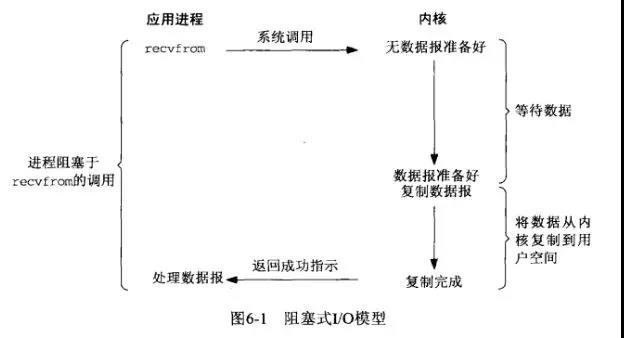 应用进程
内核
recvfrom
系统调用
无数据报准备好
等待数据
进程阻塞于
recvfrom的调用
数据报准备好
复制数据报
将数据从内
核复制到用
户空间
处理数据报
返回成功指示
复制完成
图6-1 阻塞式I/O模型